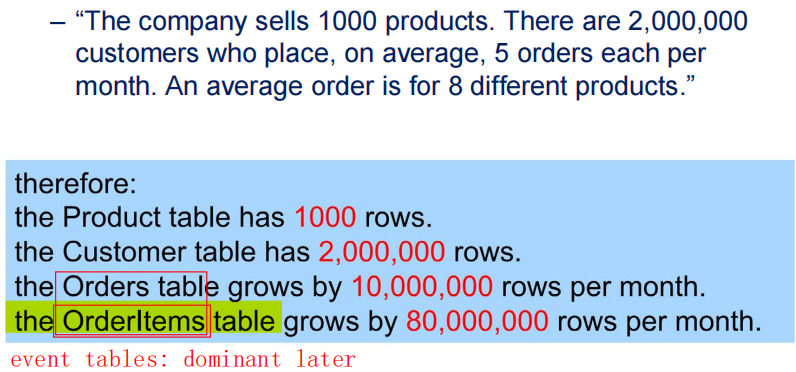 – “The company sells 1000 products. There are 2,000,000
customers who place, on average, 5 orders each per
month. An average order is for 8 different products.”
therefore:
the Product table has 1000 rows.
the Customer table has 2,000,000 rows.
the Orders table grows by 10,000,000 rows per month.
the OrderItems table grows by 80,000,000 rows per month.
event tables: dominant later